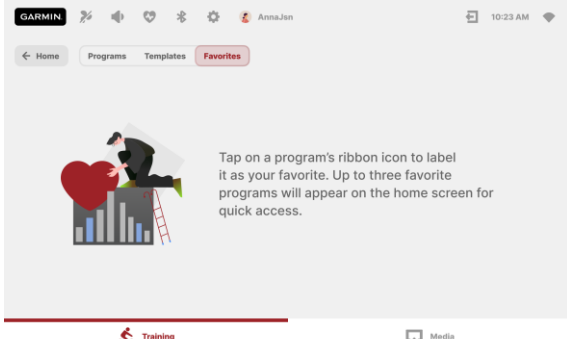 GARMIN. AnnaJsn 10:23 AM
Home Programs Templates Favorites
Tap on a program's ribbon icon to label
it as your favorite. Up to three favorite
programs will appear on the home screen for
quick access.
Training Media